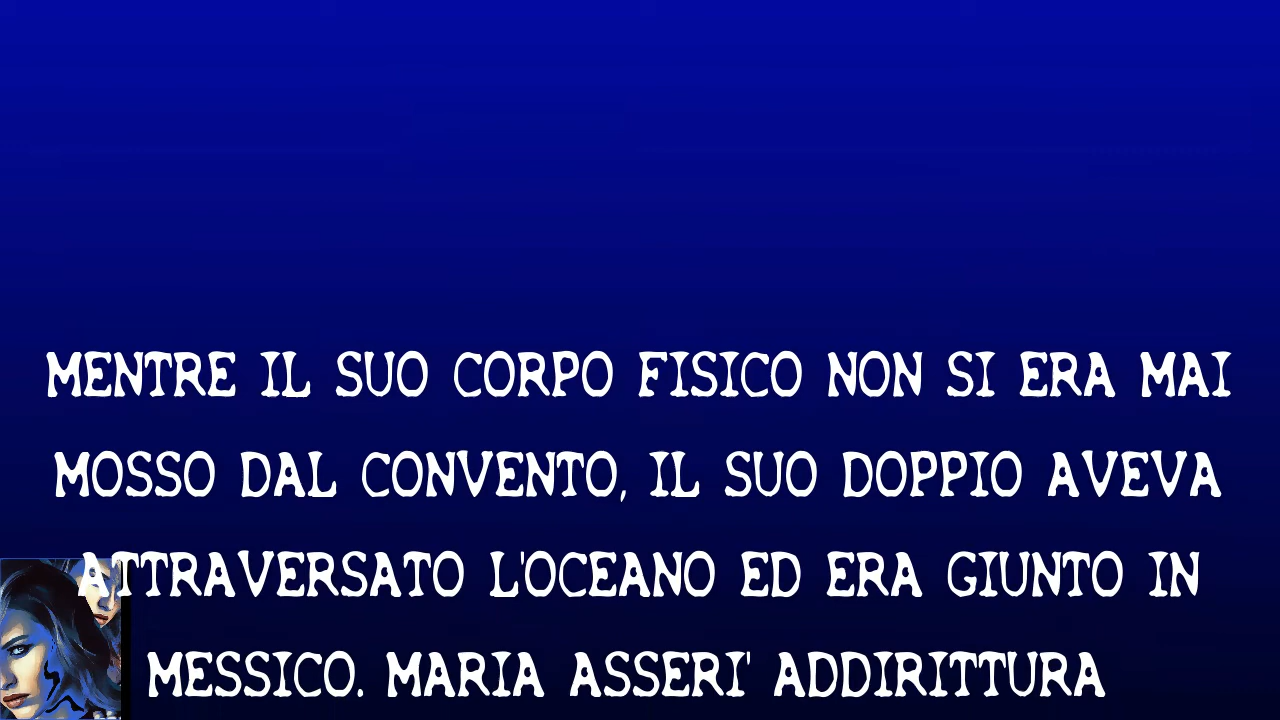 MENTRE IL SUO CORPO FISICO NON SI ERA MAI
MOSSO DAL CONVENTO, IL SUO DOPPIO AVEVA
ATTRAVERSATO L'OCEANO ED ERA GIUNTO IN
MESSICO. MARIA ASSERI' ADDIRITTURA